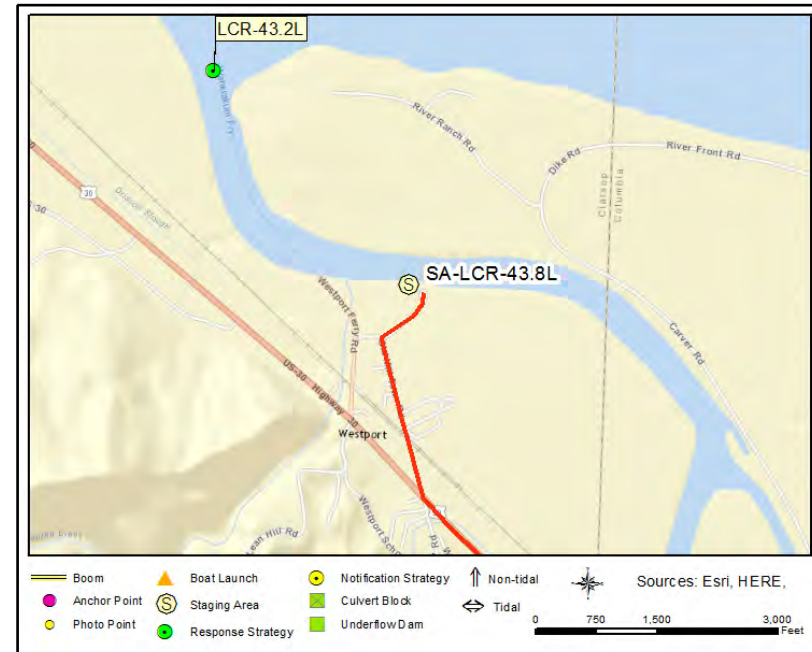 LCR-43.2L
River Ranch Rd
Dike Rd
River Front Rd
Clatsop
Columbia
30
Driscoll Slough
SA-LCR-43.8L
S
Westport Ferry Rd
Carver Rd
US-30 Highway 30
Westport
Boom
Boat Launch
Notification Strategy
Non-tidal
Sources: Esri, HERE,
Anchor Point
S
Staging Area
Culvert Block
Tidal
Photo Point
Response Strategy
Underflow Dam
0 750 1,500 3,000
Feet